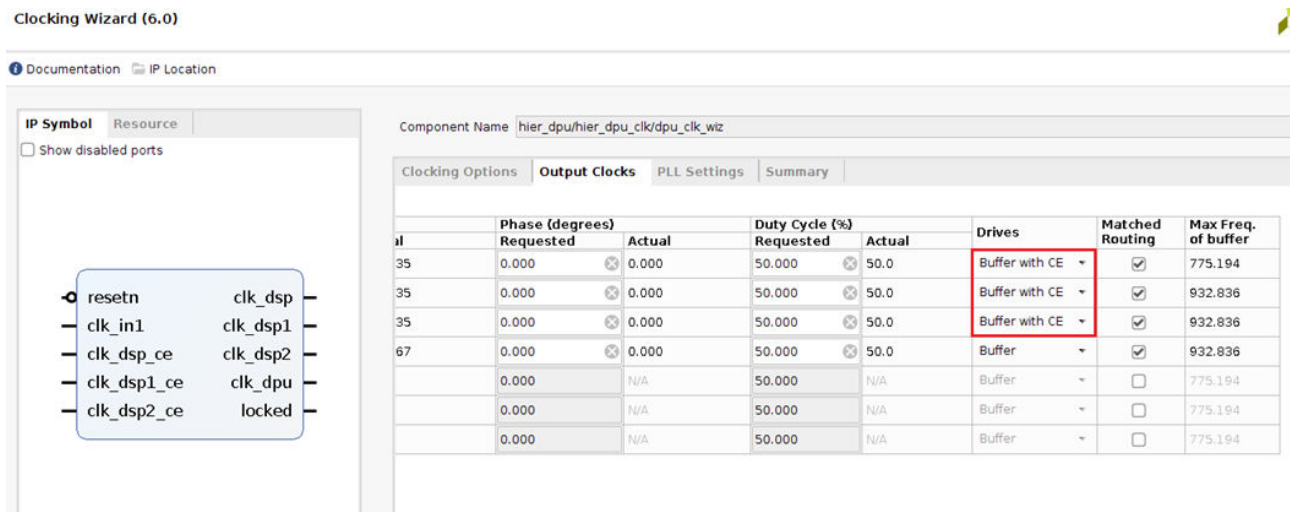 Clocking Wizard (6.0)
Documentation IP Location
IP Symbol Resource
Show disabled ports
resetn clk_dsp
clk_in1 clk_dsp1
clk_dsp_ce clk_dsp2
clk_dsp1_ce clk_dpu
clk_dsp2_ce locked
Component Name hier_dpu/hier_dpu_clk/dpu_clk_wiz
Clocking Options Output Clocks PLL Settings Summary
Phase (degrees) Duty Cycle (%) Drives Matched Routing Max Freq. of buffer
al Requested Actual Requested Actual
35 0.000 0.000 50.000 50.0 Buffer with CE 775.194
35 0.000 0.000 50.000 50.0 Buffer with CE 932.836
35 0.000 0.000 50.000 50.0 Buffer with CE 932.836
67 0.000 0.000 50.000 50.0 Buffer 932.836
0.000 N/A 50.000 N/A Buffer 775.194
0.000 N/A 50.000 N/A Buffer 775.194
0.000 N/A 50.000 N/A Buffer 775.194